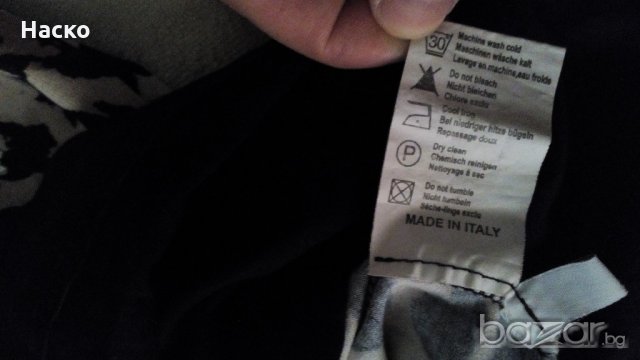 Наско
30
Machine wash cold
Maschinen wäsche kalt
Lavage en machine,eau froide
Do not bleach
Nicht bleichen
Chlore exclu
Cool iron
Bei niedriger hitze bügeln
Repassage doux
P
Dry clean
Chemisch reinigen
Nettoyage à sec
Do not tumble
Nicht tumbeln
Séche-linge exclu
MADE IN ITALY
bazar.bg